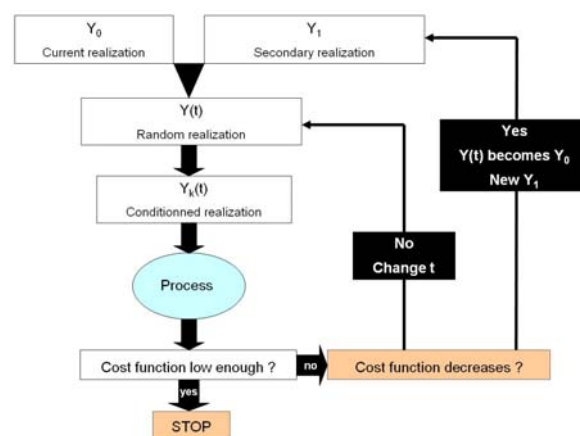 Y0
Current realization
Y1
Secondary realization
Y(t)
Random realization
Yk(t)
Conditionned realization
Process
Cost function low enough ?
no
Cost function decreases ?
yes
STOP
No
Change t
Yes
Y(t) becomes Y0
New Y1